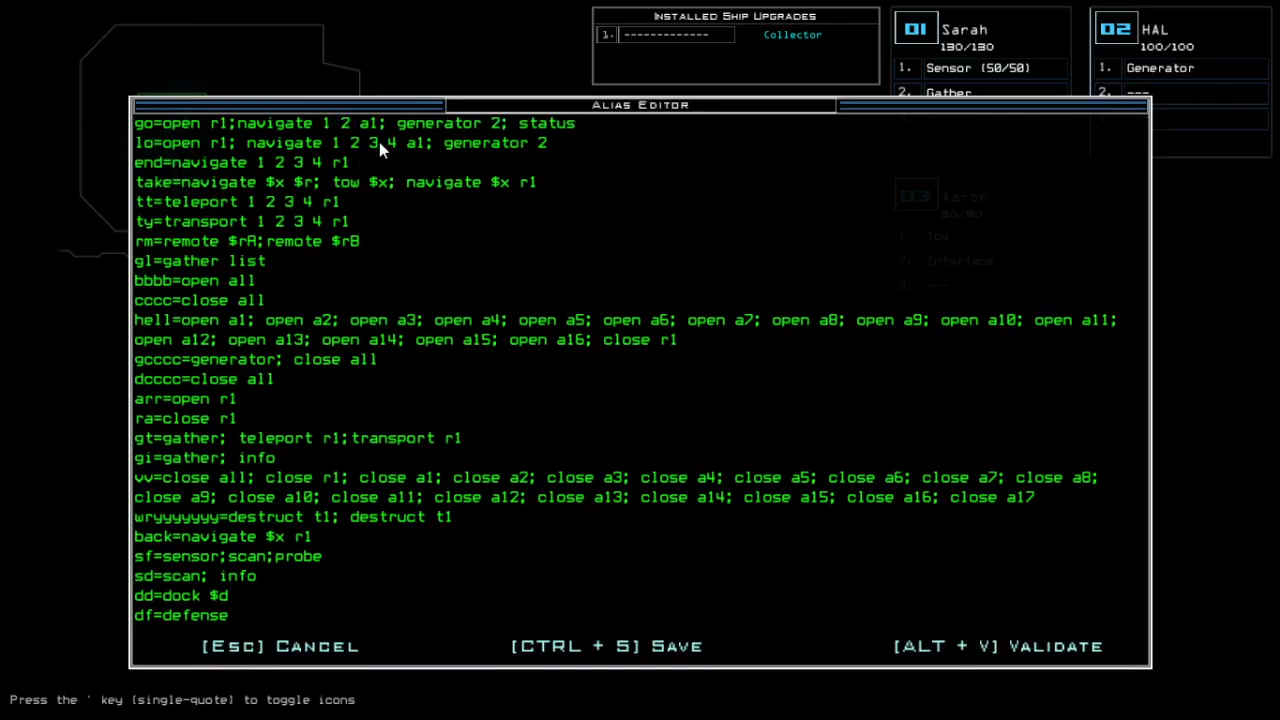 Installed Ship Upgrades
1. ------------- Collector
01 Sarah
130/130
1. Sensor (50/50)
2. Gather
02 HAL
100/100
1. Generator
2. ---
03 Aaron
90/90
1. Tow
2. Interface
3. ---
Alias Editor
go=open r1;navigate 1 2 a1; generator 2; status
lo=open r1; navigate 1 2 3 4 a1; generator 2
end=navigate 1 2 3 4 r1
take=navigate $x $r; tow $x; navigate $x r1
tt=teleport 1 2 3 4 r1
ty=transport 1 2 3 4 r1
rm=remote $rA;remote $rB
gl=gather list
bbbb=open all
cccc=close all
hell=open a1; open a2; open a3; open a4; open a5; open a6; open a7; open a8; open a9; open a10; open a11;
open a12; open a13; open a14; open a15; open a16; close r1
gcccc=generator; close all
dcccc=close all
arr=open r1
ra=close r1
gt=gather; teleport r1;transport r1
gi=gather; info
vv=close all; close r1; close a1; close a2; close a3; close a4; close a5; close a6; close a7; close a8;
close a9; close a10; close a11; close a12; close a13; close a14; close a15; close a16; close a17
wryyyyyyy=destruct t1; destruct t1
back=navigate $x r1
sf=sensor;scan;probe
sd=scan; info
dd=dock $d
df=defense
[Esc] Cancel [CTRL + S] Save [ALT + V] Validate
Press the ' key (single-quote) to toggle icons